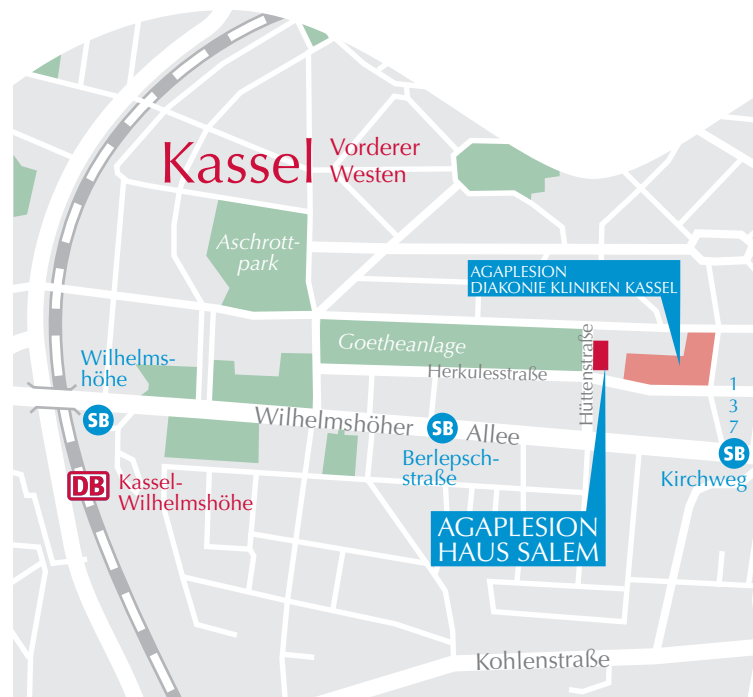 Kassel
Vorderer
Westen
Aschrott-
park
AGAPLESION
DIAKONIE KLINIKEN KASSEL
Goetheanlage
Hüttenstraße
Wilhelms-
höhe
Herkulesstraße
1
3
7
SB
Wilhelmshöher
SB
Allee
SB
Berlepsch-
straße
Kirchweg
DB
Kassel-
Wilhelmshöhe
AGAPLESION
HAUS SALEM
Kohlenstraße